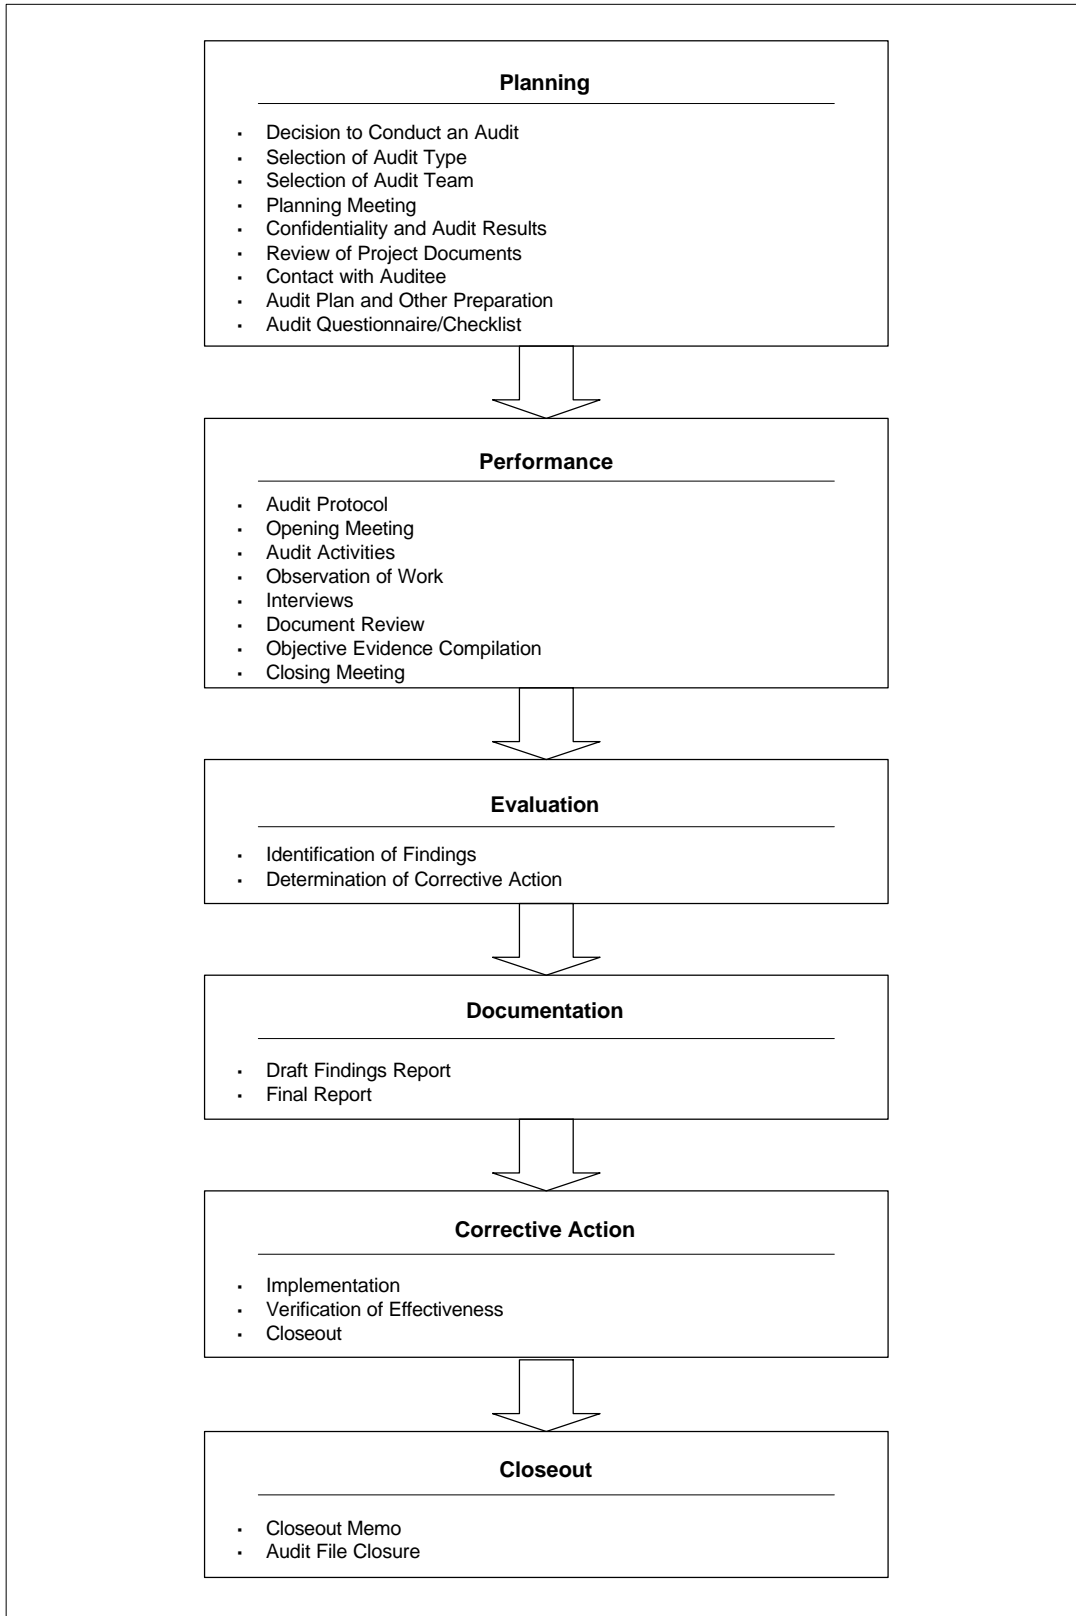 Planning
▪ Decision to Conduct an Audit
▪ Selection of Audit Type
▪ Selection of Audit Team
▪ Planning Meeting
▪ Confidentiality and Audit Results
▪ Review of Project Documents
▪ Contact with Auditee
▪ Audit Plan and Other Preparation
▪ Audit Questionnaire/Checklist
Performance
▪ Audit Protocol
▪ Opening Meeting
▪ Audit Activities
▪ Observation of Work
▪ Interviews
▪ Document Review
▪ Objective Evidence Compilation
▪ Closing Meeting
Evaluation
▪ Identification of Findings
▪ Determination of Corrective Action
Documentation
▪ Draft Findings Report
▪ Final Report
Corrective Action
▪ Implementation
▪ Verification of Effectiveness
▪ Closeout
Closeout
▪ Closeout Memo
▪ Audit File Closure